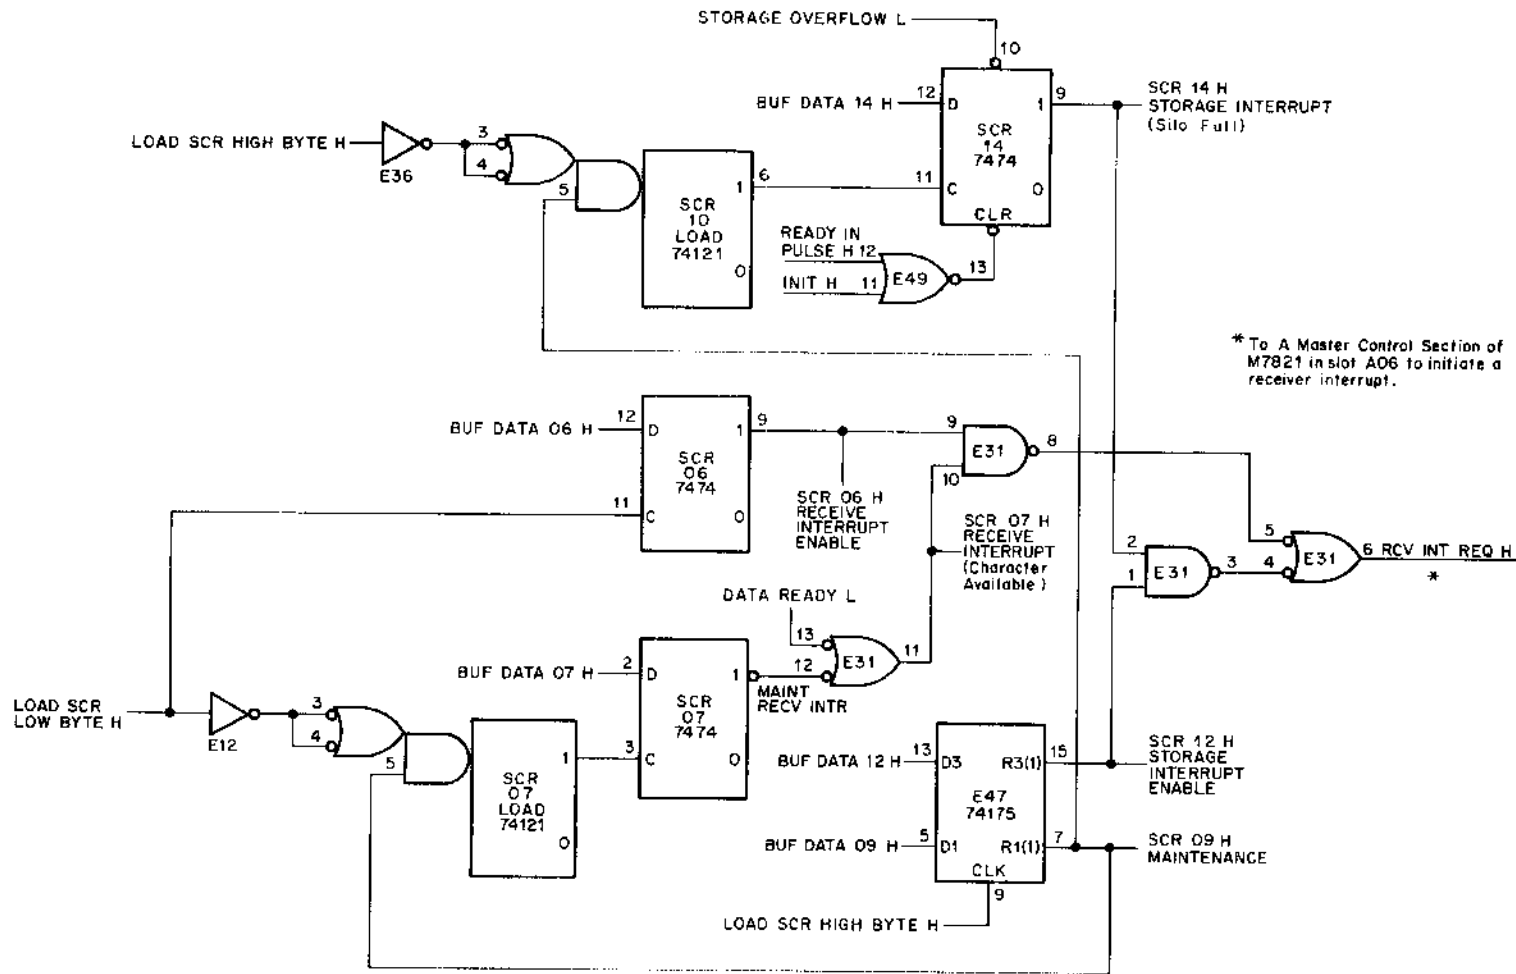 STORAGE OVERFLOW L
10
BUF DATA 14 H
12
D
1
9
SCR 14 H
STORAGE INTERRUPT
(Silo Full)
SCR
14
7474
LOAD SCR HIGH BYTE H
E36
3
4
5
SCR
10
LOAD
74121
1
6
0
11
C
0
CLR
READY IN
PULSE H 12
INIT H
11
E49
13
* To A Master Control Section of
M7821 in slot A06 to initiate a
receiver interrupt.
BUF DATA 06 H
12
D
1
9
SCR
06
7474
11
C
0
SCR 06 H
RECEIVE
INTERRUPT
ENABLE
9
10
E31
8
SCR 07 H
RECEIVE
INTERRUPT
(Character
Available)
2
1
E31
3
5
4
E31
6 RCV INT REQ H
*
DATA READY L
13
12
E31
11
BUF DATA 07 H
2
D
1
MAINT
RECV INTR
SCR
07
7474
3
C
0
LOAD SCR
LOW BYTE H
E12
3
4
5
SCR
07
LOAD
74121
1
0
BUF DATA 12 H
13
D3
R3(1)
15
SCR 12 H
STORAGE
INTERRUPT
ENABLE
E47
74175
BUF DATA 09 H
5
D1
R1(1)
7
SCR 09 H
MAINTENANCE
CLK
9
LOAD SCR HIGH BYTE H